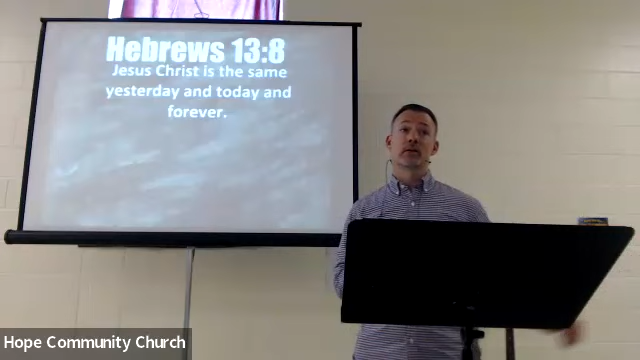 Hebrews 13:8
Jesus Christ is the same
yesterday and today and
forever.
Hope Community Church